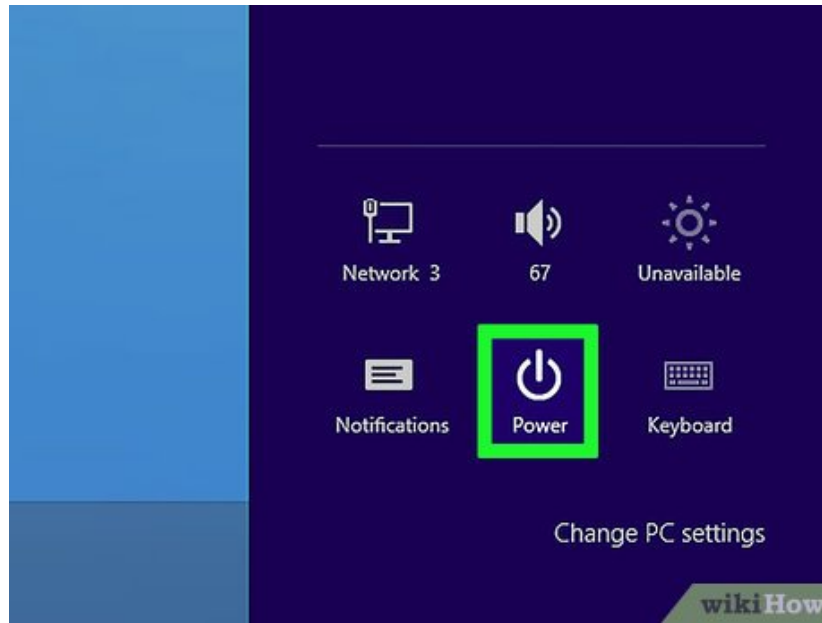 Network 3
67
Unavailable
Notifications
Power
Keyboard
Change PC settings
wikiHow